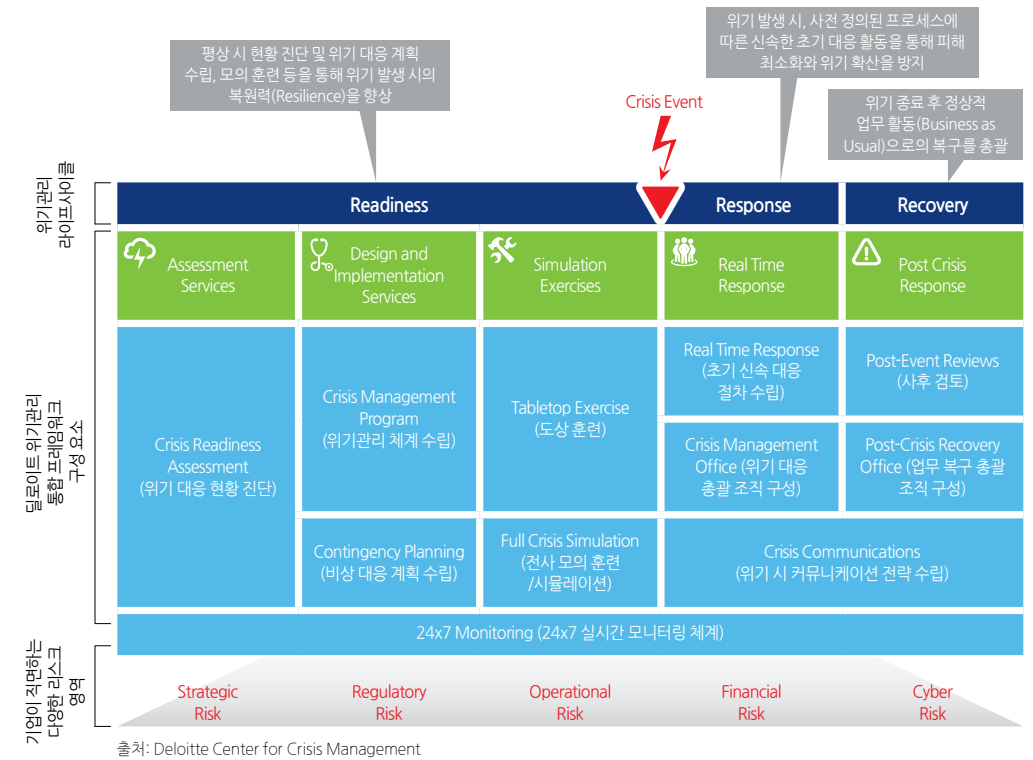 평상 시 현황 진단 및 위기 대응 계획
수립, 모의 훈련 등을 통해 위기 발생 시의
복원력(Resilience)을 향상
위기 발생 시, 사전 정의된 프로세스에
따른 신속한 초기 대응 활동을 통해 피해
최소화와 위기 확산을 방지
Crisis Event
위기 종료 후 정상적
업무 활동(Business as
Usual)으로의 복구를 총괄
위기관리
라이프사이클
Readiness
Response
Recovery
딜로이트 위기관리
통합 프레임워크
구성 요소
Assessment
Services
Design and
Implementation
Services
Simulation
Exercises
Real Time
Response
Post Crisis
Response
Crisis Readiness
Assessment
(위기 대응 현황 진단)
Crisis Management
Program
(위기관리 체계 수립)
Tabletop Exercise
(도상 훈련)
Real Time Response
(초기 신속 대응
절차 수립)
Post-Event Reviews
(사후 검토)
Crisis Management
Office (위기 대응
총괄 조직 구성)
Post-Crisis Recovery
Office (업무 복구 총괄
조직 구성)
Contingency Planning
(비상 대응 계획 수립)
Full Crisis Simulation
(전사 모의 훈련
/시뮬레이션)
Crisis Communications
(위기 시 커뮤니케이션 전략 수립)
24x7 Monitoring (24x7 실시간 모니터링 체계)
기업이 직면하는
다양한 리스크
영역
Strategic
Risk
Regulatory
Risk
Operational
Risk
Financial
Risk
Cyber
Risk
출처: Deloitte Center for Crisis Management